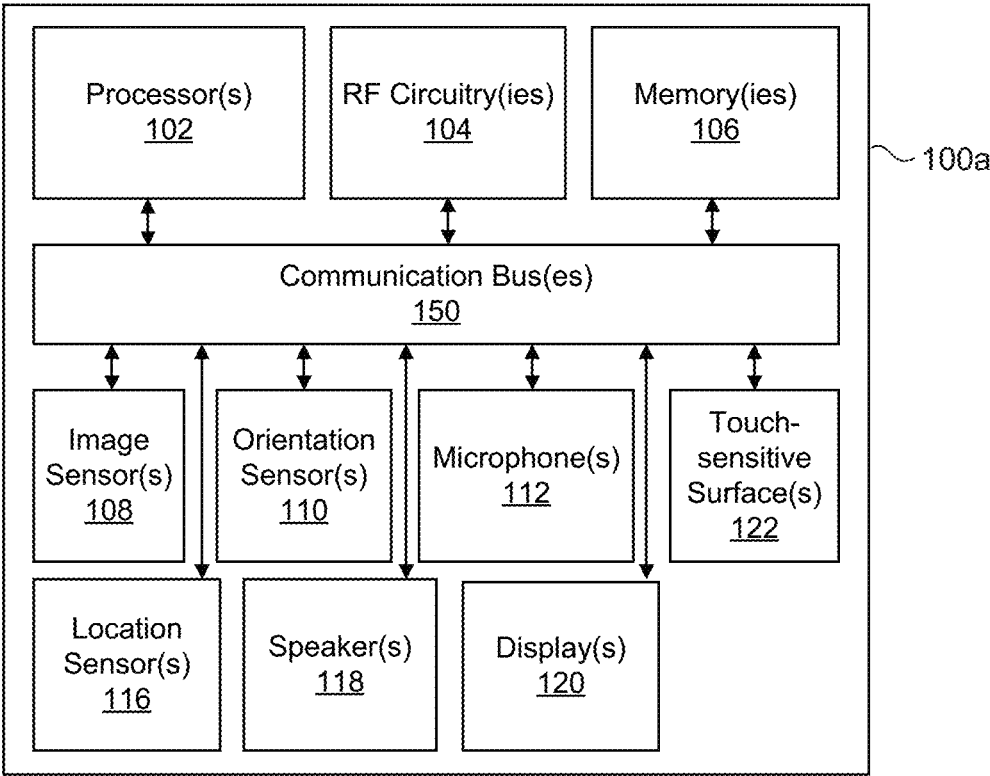 Processor(s)
102
RF Circuitry(ies)
104
Memory(ies)
106
100a
Communication Bus(es)
150
Image
Sensor(s)
108
Orientation
Sensor(s)
110
Microphone(s)
112
Touch-
sensitive
Surface(s)
122
Location
Sensor(s)
116
Speaker(s)
118
Display(s)
120